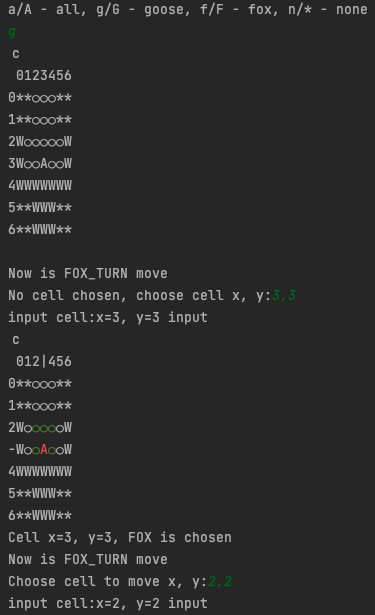 a/A - all, g/G - goose, f/F - fox, n/* - none
g
c
0123456
0**○○○**
1**○○○**
2W○○○○○W
3W○○A○○W
4WWWWWWW
5**WWW**
6**WWW**
Now is FOX_TURN move
No cell chosen, choose cell x, y:3,3
input cell:x=3, y=3 input
c
012|456
0**○○○**
1**○○○**
2W○○○○○W
-W○○A○○W
4WWWWWWW
5**WWW**
6**WWW**
Cell x=3, y=3, FOX is chosen
Now is FOX_TURN move
Choose cell to move x, y:2,2
input cell:x=2, y=2 input